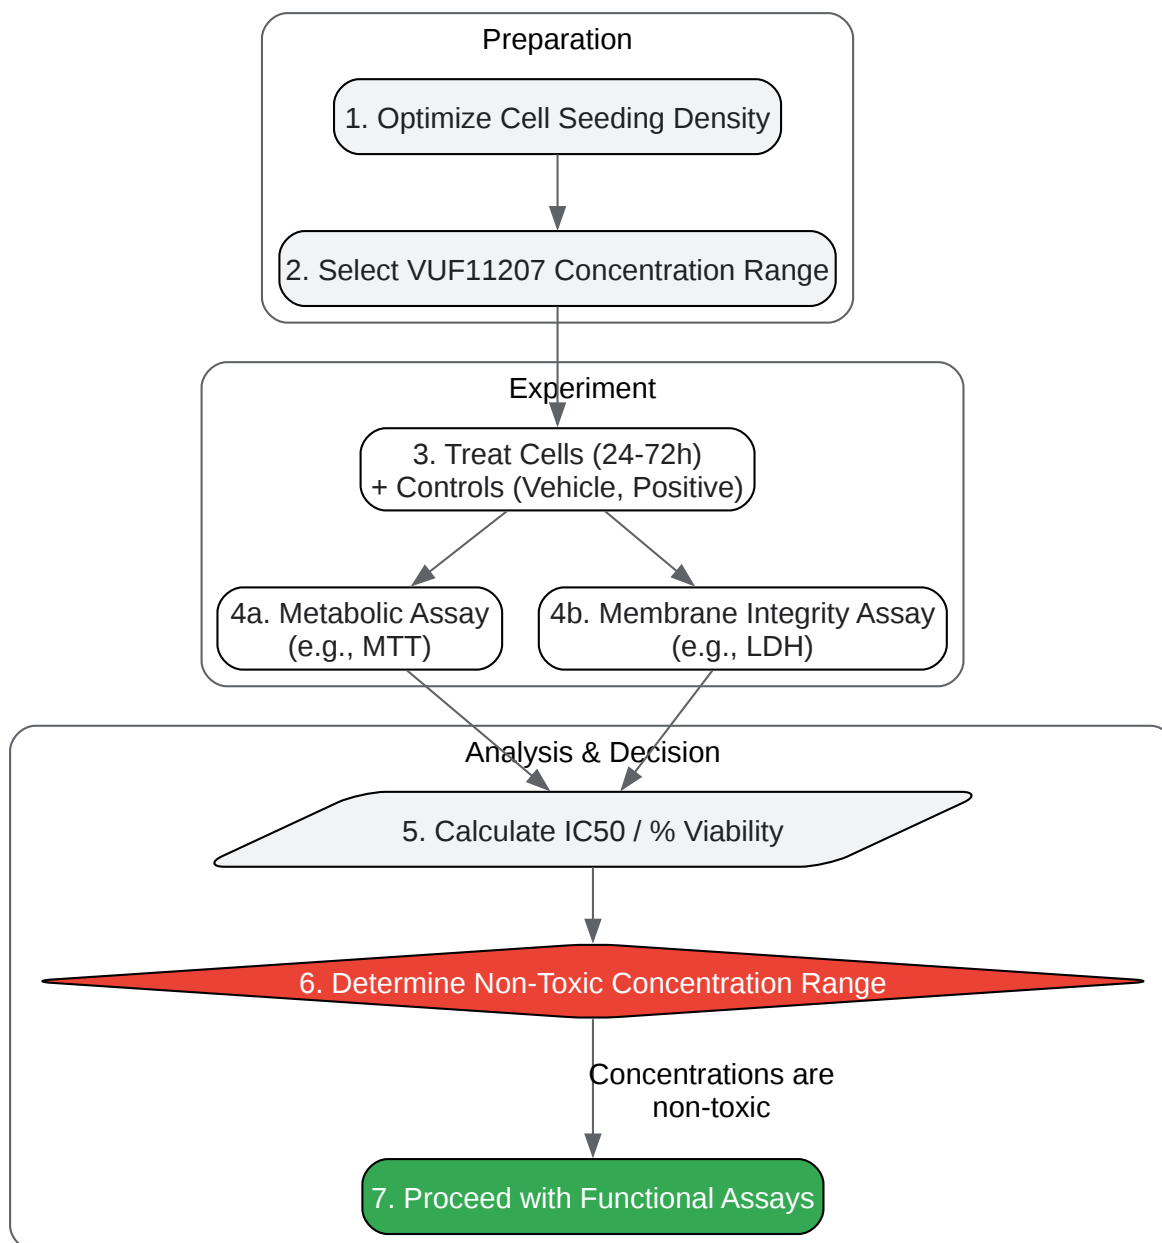 Preparation
1. Optimize Cell Seeding Density
2. Select VUF11207 Concentration Range
Experiment
3. Treat Cells (24-72h)
+ Controls (Vehicle, Positive)
4a. Metabolic Assay
(e.g., MTT)
4b. Membrane Integrity Assay
(e.g., LDH)
Analysis & Decision
5. Calculate IC50 / % Viability
6. Determine Non-Toxic Concentration Range
Concentrations are
non-toxic
7. Proceed with Functional Assays